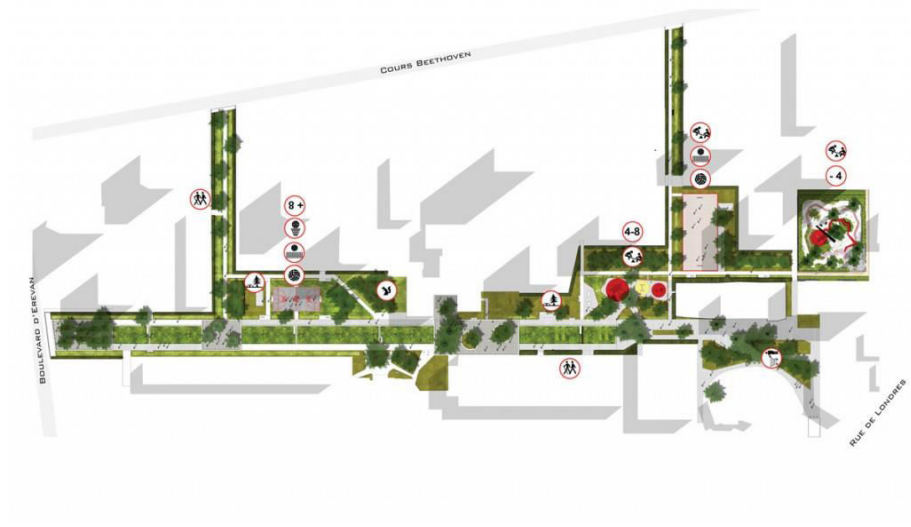 COURS BEETHOVEN
- 4
8 +
4-8
BOULEVARD D'EREVAN
RUE DE LONDRES